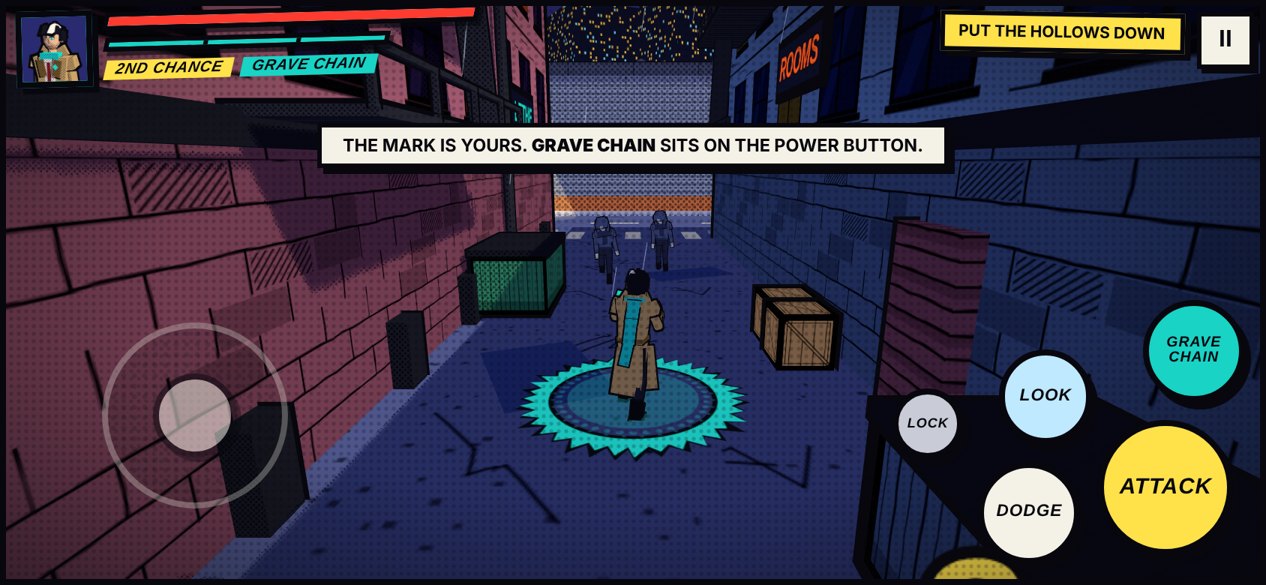 2ND CHANCE
GRAVE CHAIN
PUT THE HOLLOWS DOWN
ROOMS
THE MARK IS YOURS. GRAVE CHAIN SITS ON THE POWER BUTTON.
GRAVE
CHAIN
LOOK
LOCK
ATTACK
DODGE